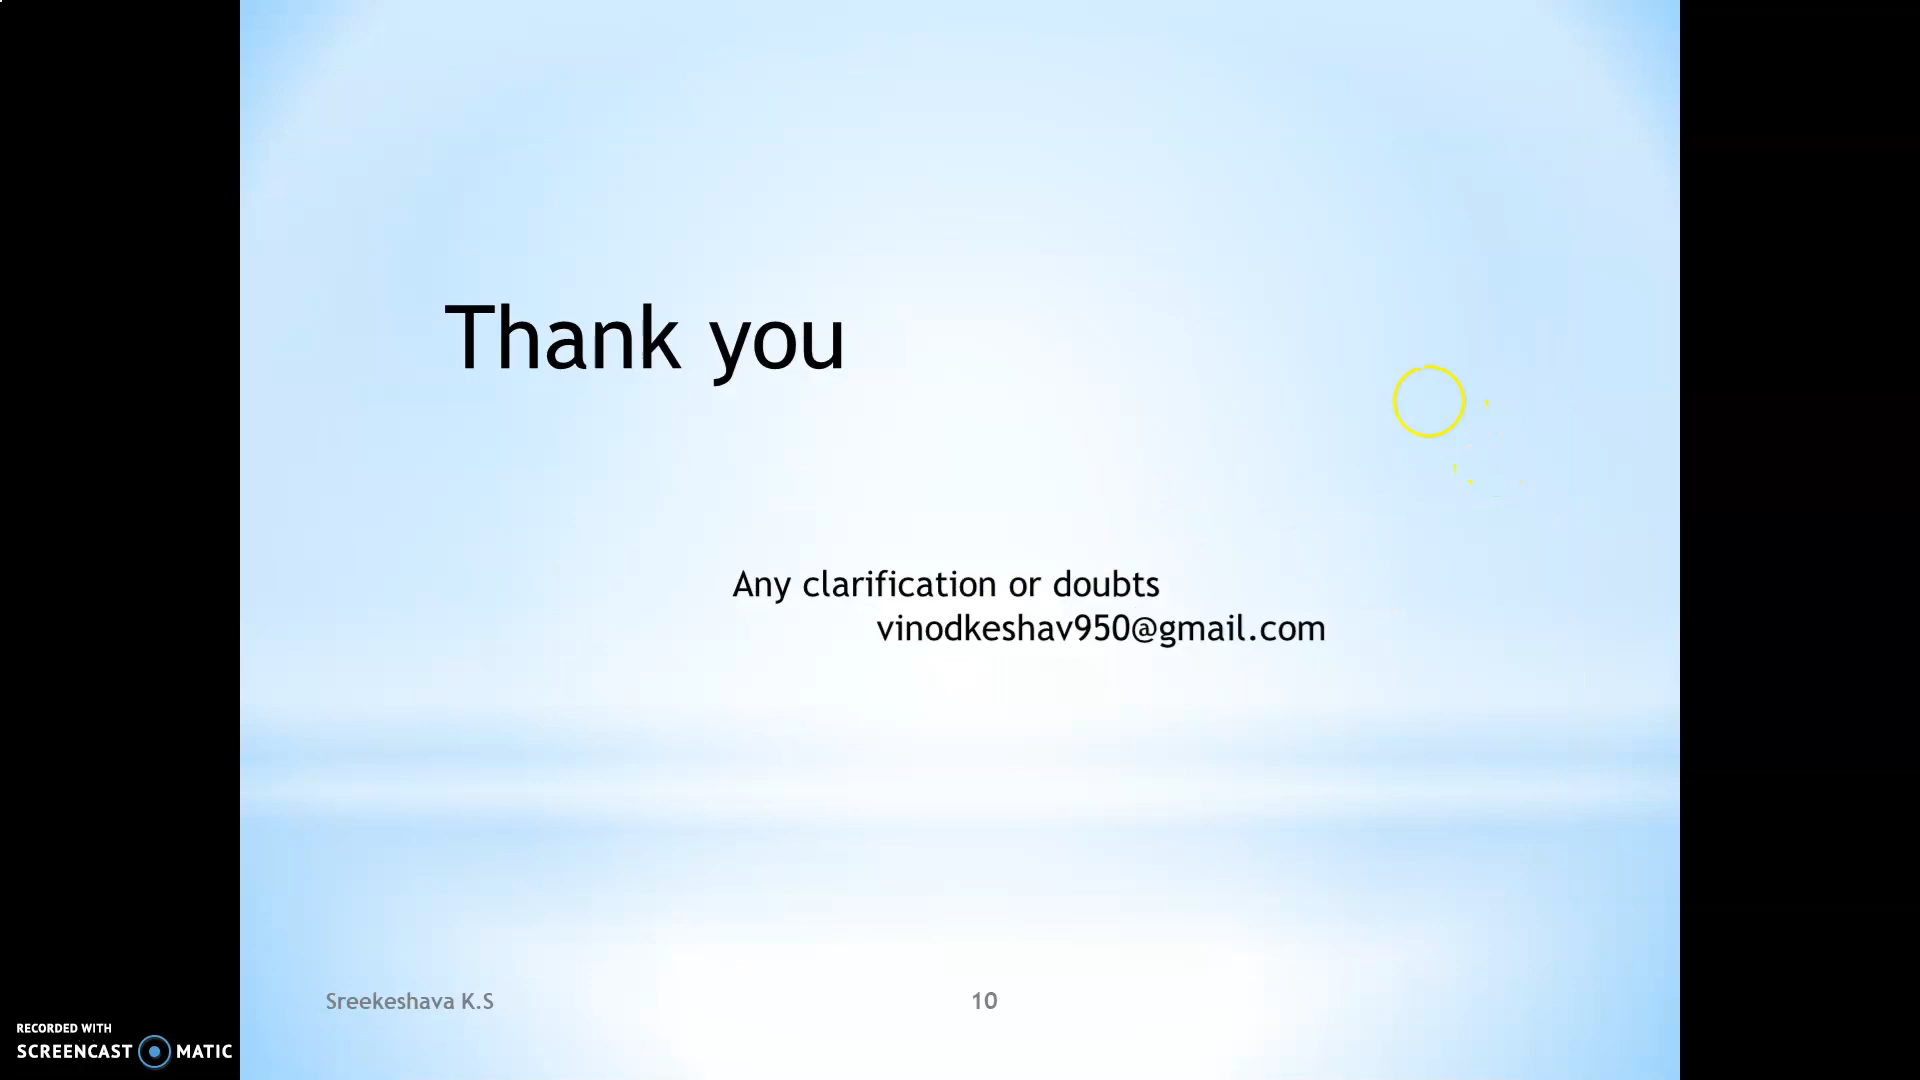 Thank you
Any clarification or doubts
vinodkeshav950@gmail.com
Sreekeshava K.S
10
RECORDED WITH
SCREENCAST MATIC